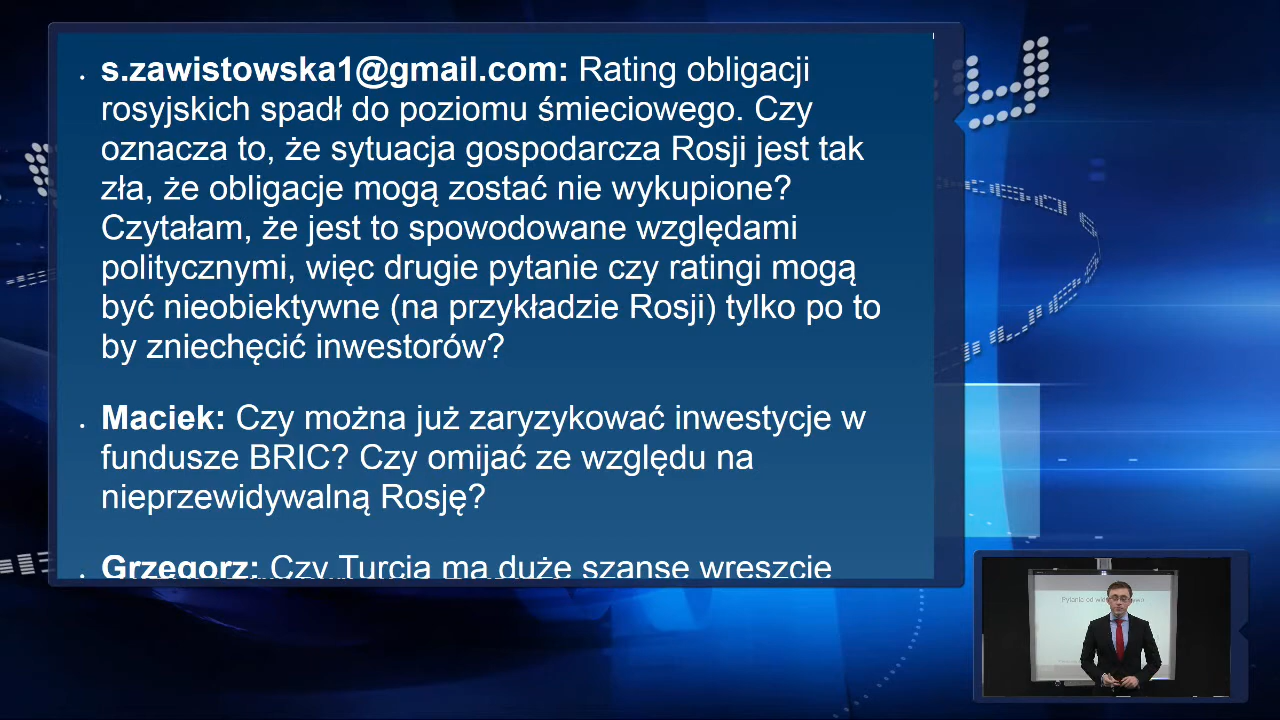 s.zawistowska1@gmail.com: Rating obligacji
rosyjskich spadł do poziomu śmieciowego. Czy
oznacza to, że sytuacja gospodarcza Rosji jest tak
zła, że obligacje mogą zostać nie wykupione?
Czytałam, że jest to spowodowane względami
politycznymi, więc drugie pytanie czy ratingi mogą
być nieobiektywne (na przykładzie Rosji) tylko po to
by zniechęcić inwestorów?
Maciek: Czy można już zaryzykować inwestycje w
fundusze BRIC? Czy omijać ze względu na
nieprzewidywalną Rosję?
Grzegorz: Czy Turcja ma duże szanse wreszcie
Pytania od